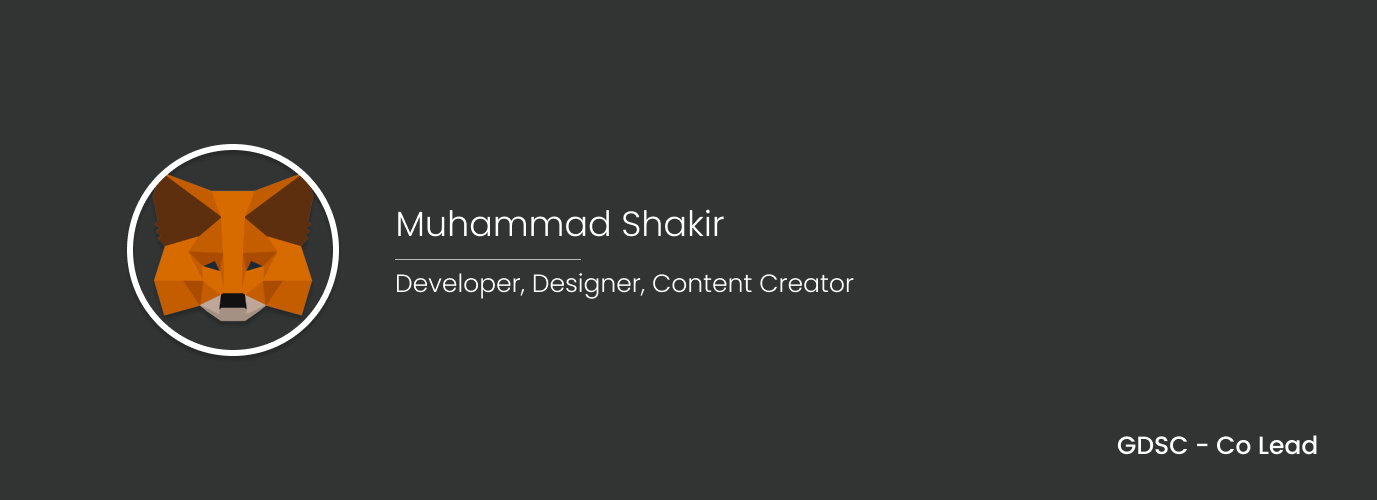 Muhammad Shakir
Developer, Designer, Content Creator
GDSC - Co Lead